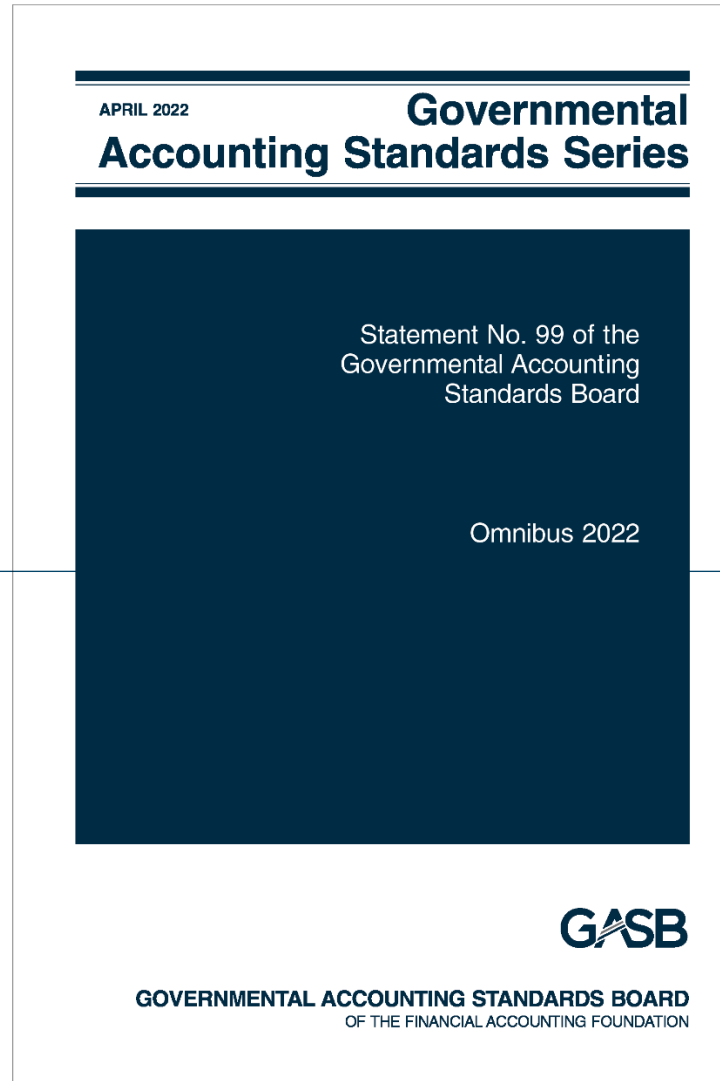 APRIL 2022
Governmental
Accounting Standards Series
Statement No. 99 of the
Governmental Accounting
Standards Board
Omnibus 2022
GASB
GOVERNMENTAL ACCOUNTING STANDARDS BOARD
OF THE FINANCIAL ACCOUNTING FOUNDATION